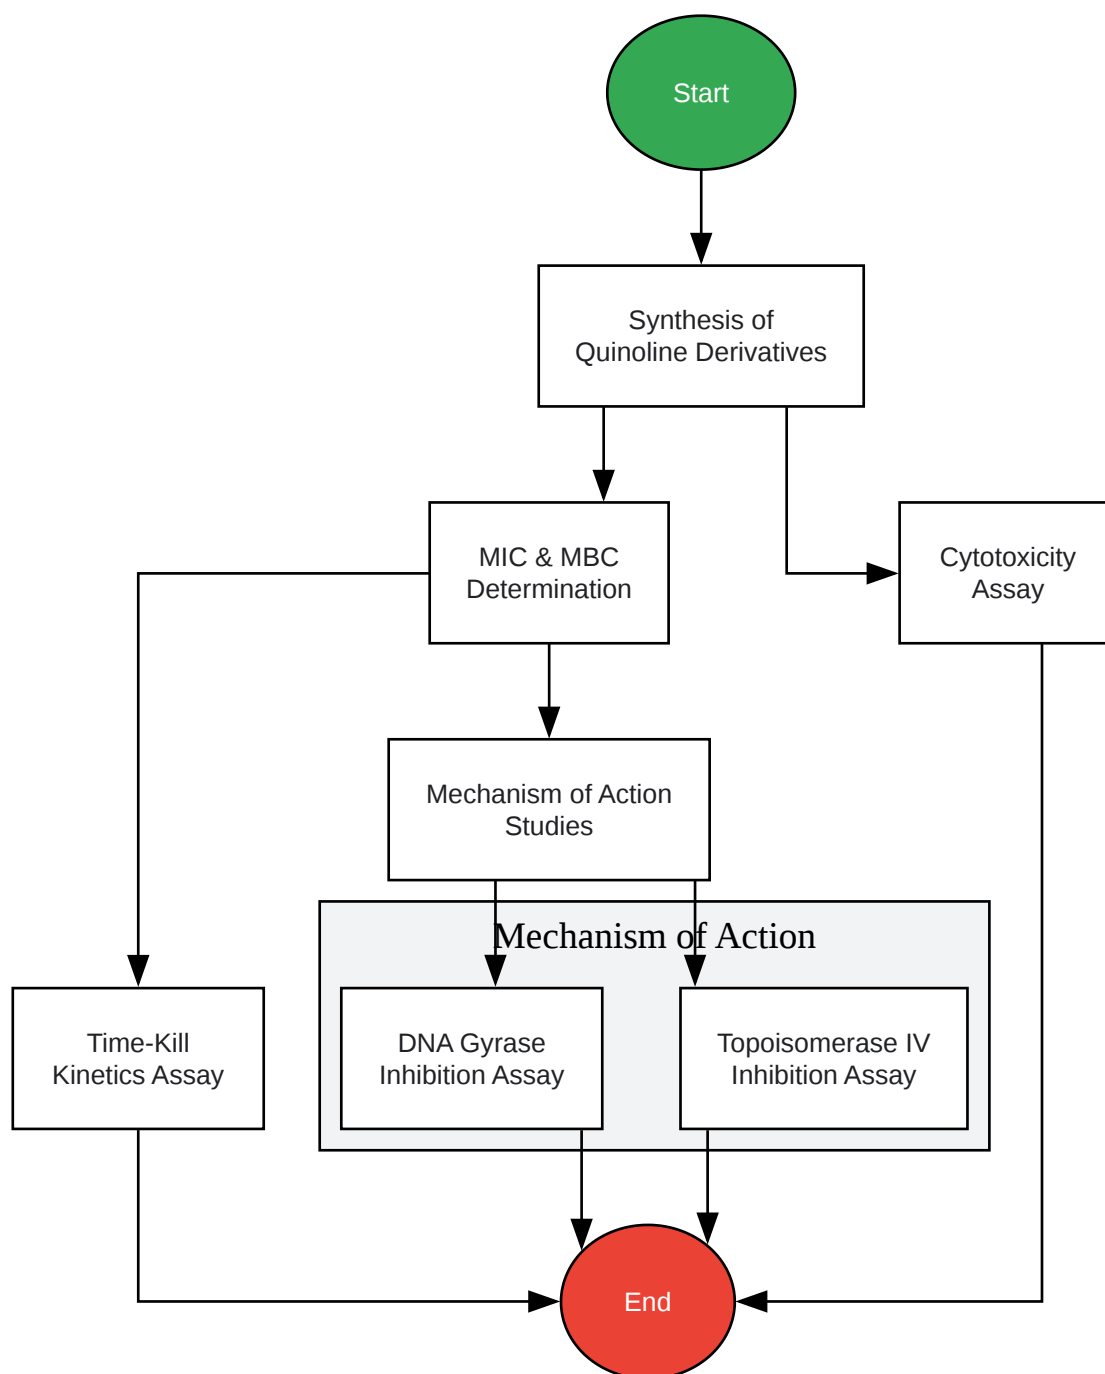 Start
Synthesis of
Quinoline Derivatives
MIC & MBC
Determination
Cytotoxicity
Assay
Mechanism of Action
Studies
Mechanism of Action
Time-Kill
Kinetics Assay
DNA Gyrase
Inhibition Assay
Topoisomerase IV
Inhibition Assay
End